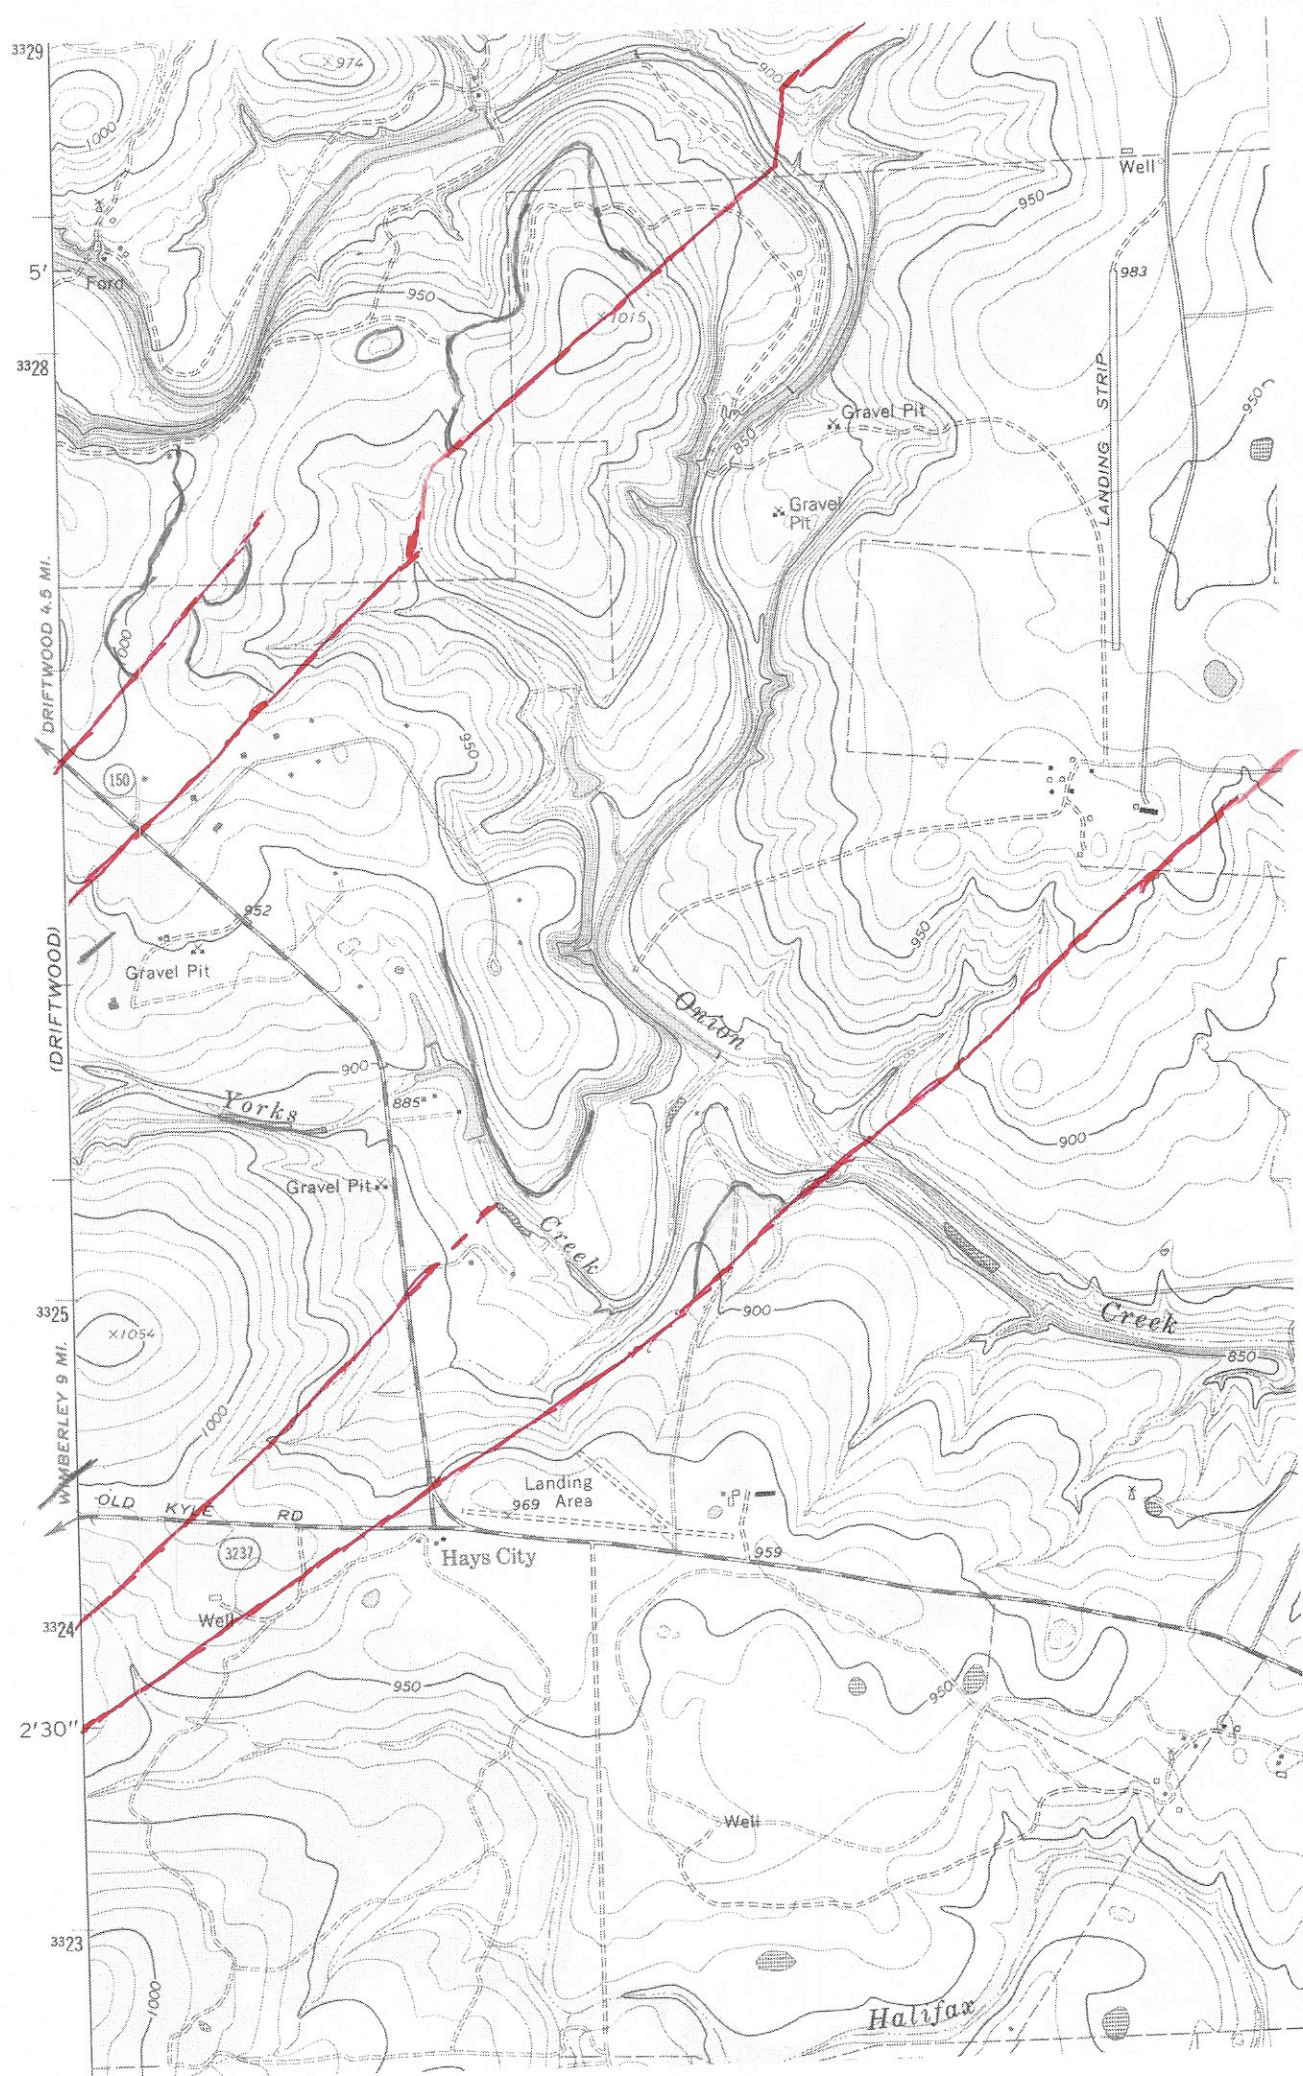 3329
×974
900
1000
Well
950
5'
Ford
983
950
×1015
3328
LANDING STRIP
950
Gravel Pit
850
Gravel
Pit
DRIFTWOOD 4.5 MI.
950
150
952
950
Gravel Pit
(DRIFTWOOD)
Onion
900
Yorks
885
900
Gravel Pit
Creek
3325
900
Creek
×1054
850
WIMBERLEY 9 MI.
1000
Landing
969 Area
OLD KYLE RD
3237
Hays City
959
Well
3324
950
950
2'30"
Well
3323
1000
Halifax